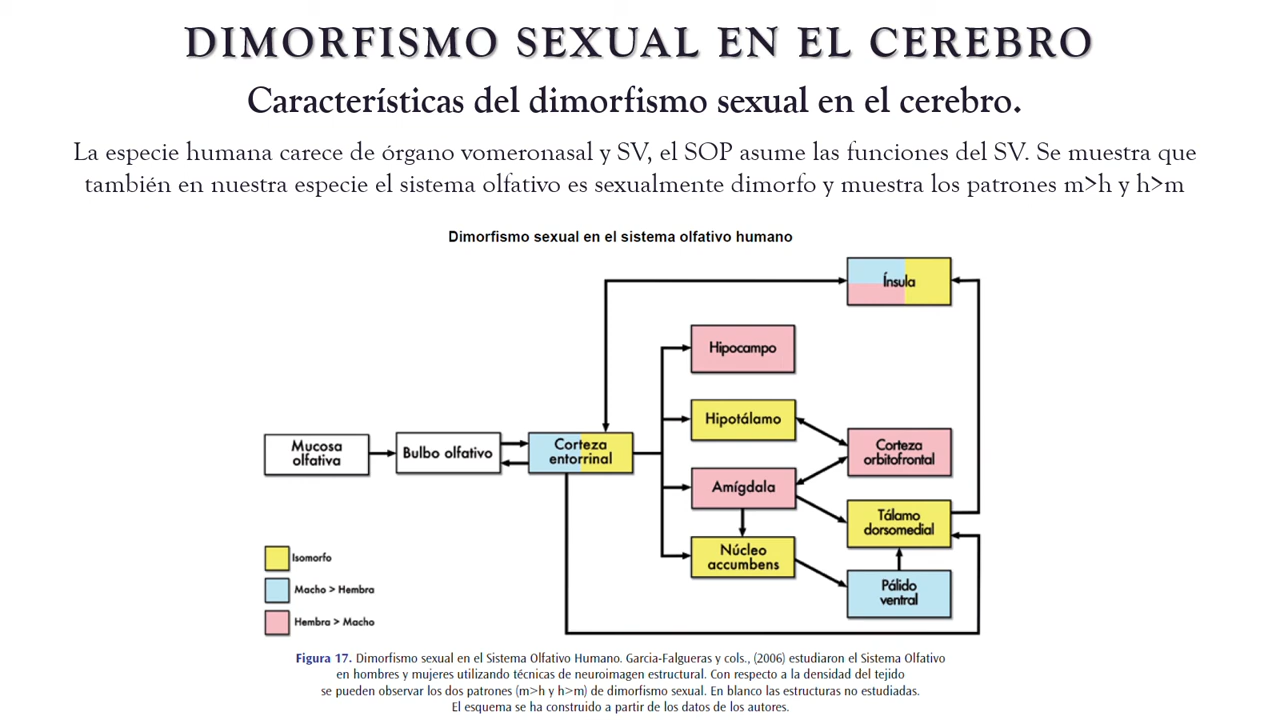 DIMORFISMO SEXUAL EN EL CEREBRO
Características del dimorfismo sexual en el cerebro.
La especie humana carece de órgano vomeronasal y SV, el SOP asume las funciones del SV. Se muestra que
también en nuestra especie el sistema olfativo es sexualmente dimorfo y muestra los patrones m>h y h>m
Dimorfismo sexual en el sistema olfativo humano
Ínsula
Hipocampo
Hipotálamo
Corteza
orbitofrontal
Mucosa
olfativa
Bulbo olfativo
Corteza
entorrinal
Amígdala
Tálamo
dorsomedial
Núcleo
accumbens
Pálido
ventral
Isomorfo
Macho > Hembra
Hembra > Macho
Figura 17. Dimorfismo sexual en el Sistema Olfativo Humano. Garcia-Falgueras y cols., (2006) estudiaron el Sistema Olfativo
en hombres y mujeres utilizando técnicas de neuroimagen estructural. Con respecto a la densidad del tejido
se pueden observar los dos patrones (m>h y h>m) de dimorfismo sexual. En blanco las estructuras no estudiadas.
El esquema se ha construido a partir de los datos de los autores.